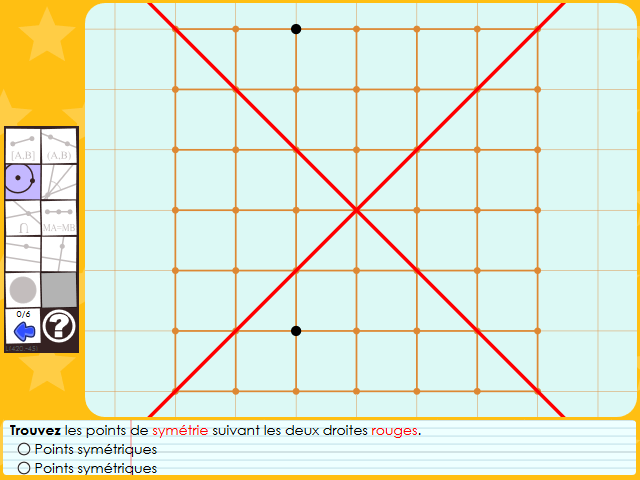 [A,B] (A,B)
MA=MB
0/6
?
Trouvez les points de symétrie suivant les deux droites rouges.
Points symétriques
Points symétriques